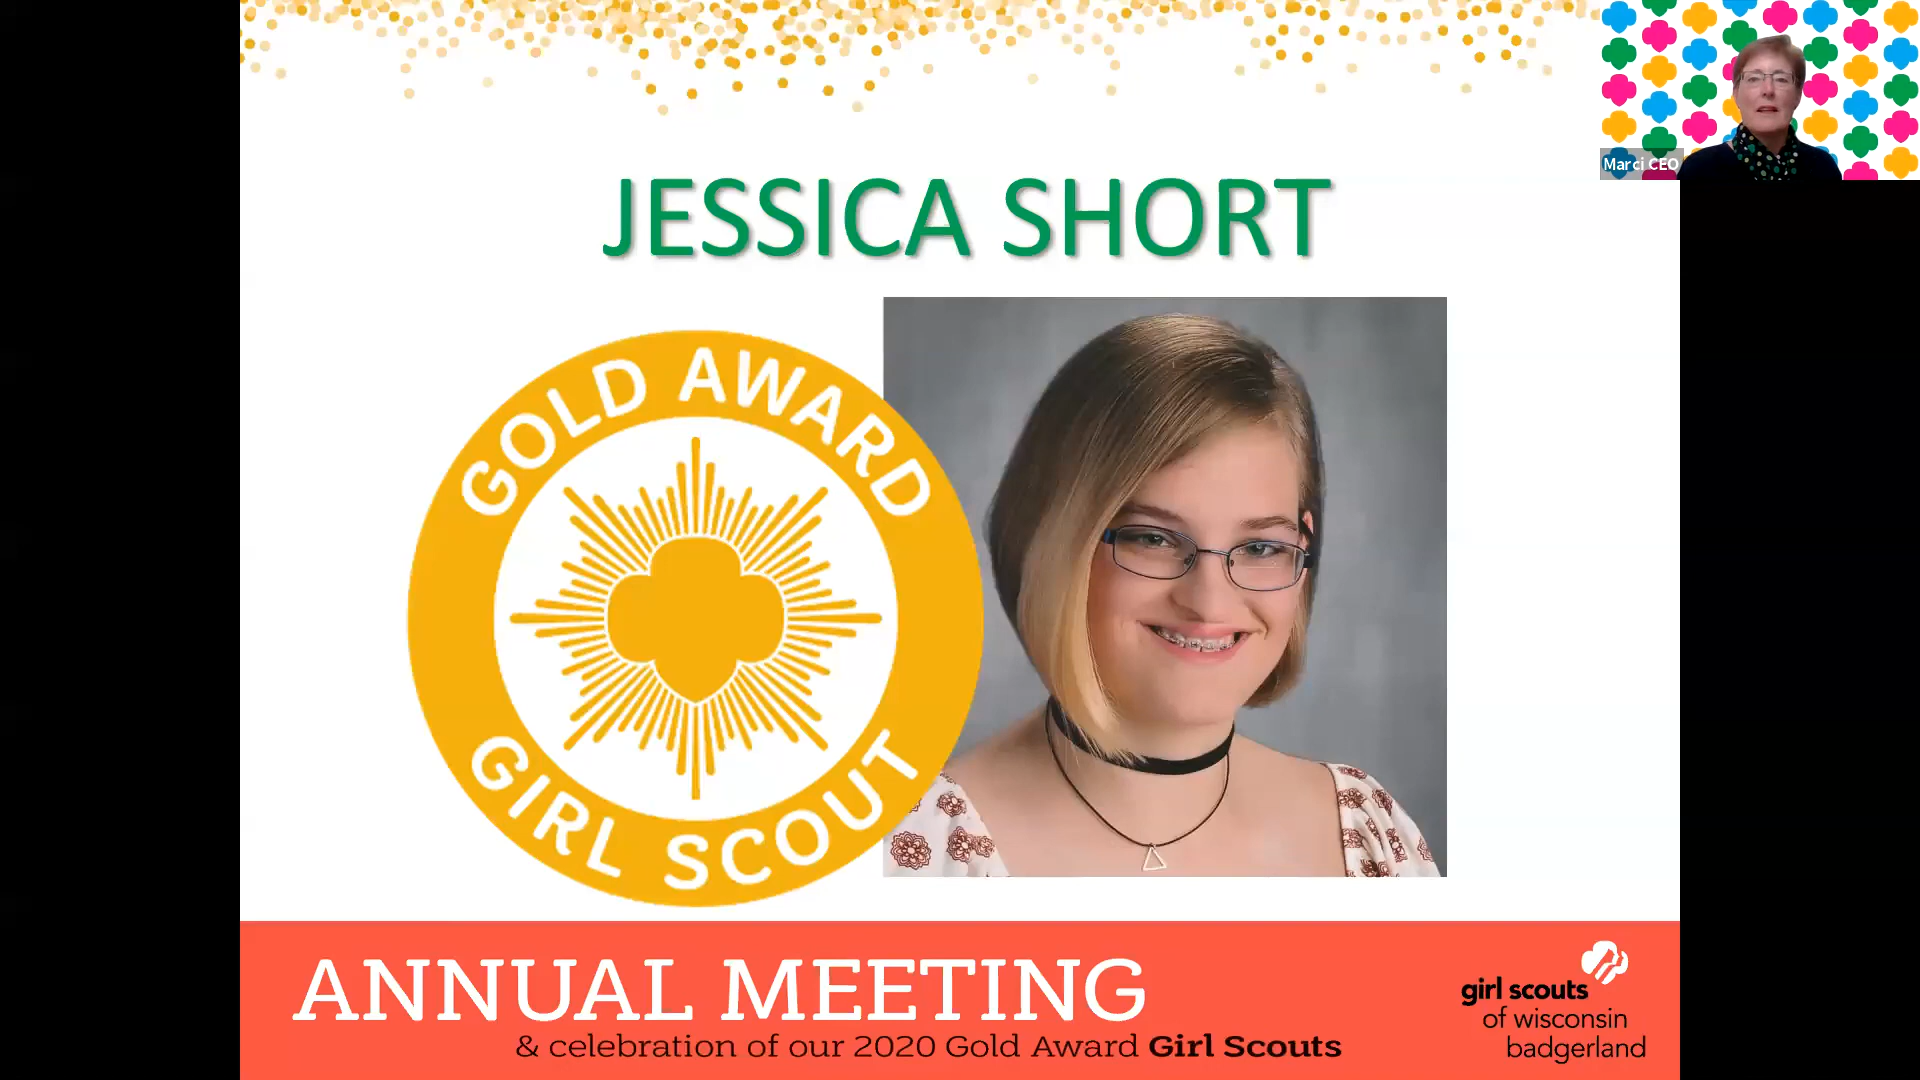 Marci CEO
JESSICA SHORT
GOLD AWARD
GIRL SCOUT
ANNUAL MEETING
& celebration of our 2020 Gold Award Girl Scouts
girl scouts
of wisconsin
badgerland